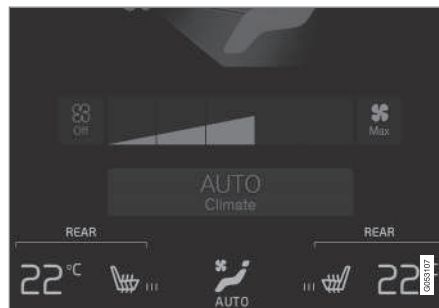 Off
Max
AUTO
Climate
REAR
REAR
22°C
22°
AUTO
G053107